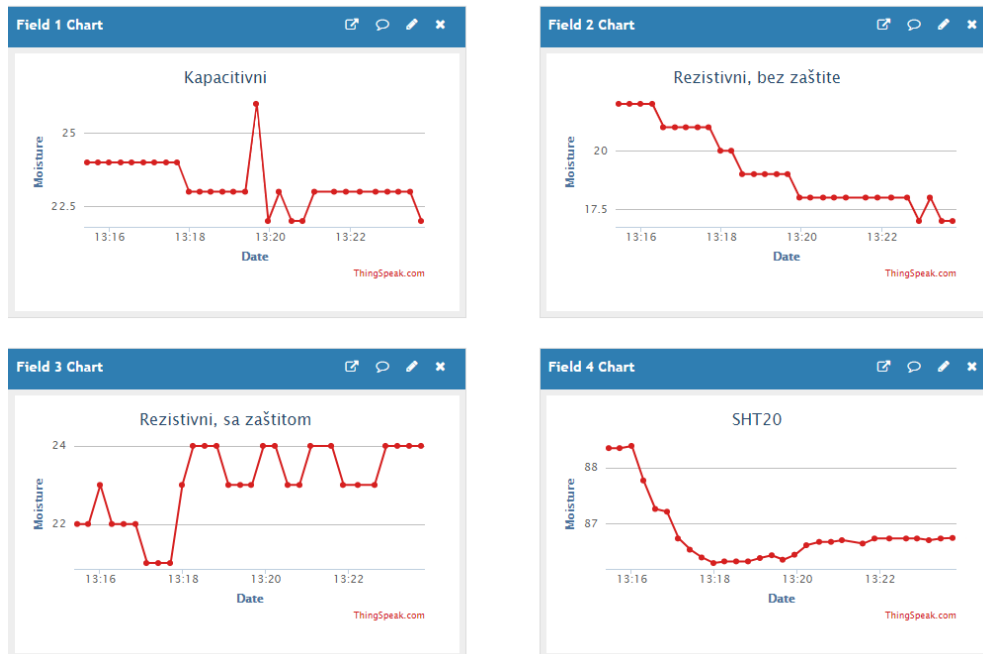 Field 1 Chart
Kapacitivni
Moisture
25
22.5
13:16 13:18 13:20 13:22
Date
ThingSpeak.com
Field 2 Chart
Rezistivni, bez zaštite
Moisture
20
17.5
13:16 13:18 13:20 13:22
Date
ThingSpeak.com
Field 3 Chart
Rezistivni, sa zaštitom
Moisture
24
22
13:16 13:18 13:20 13:22
Date
ThingSpeak.com
Field 4 Chart
SHT20
Moisture
88
87
13:16 13:18 13:20 13:22
Date
ThingSpeak.com